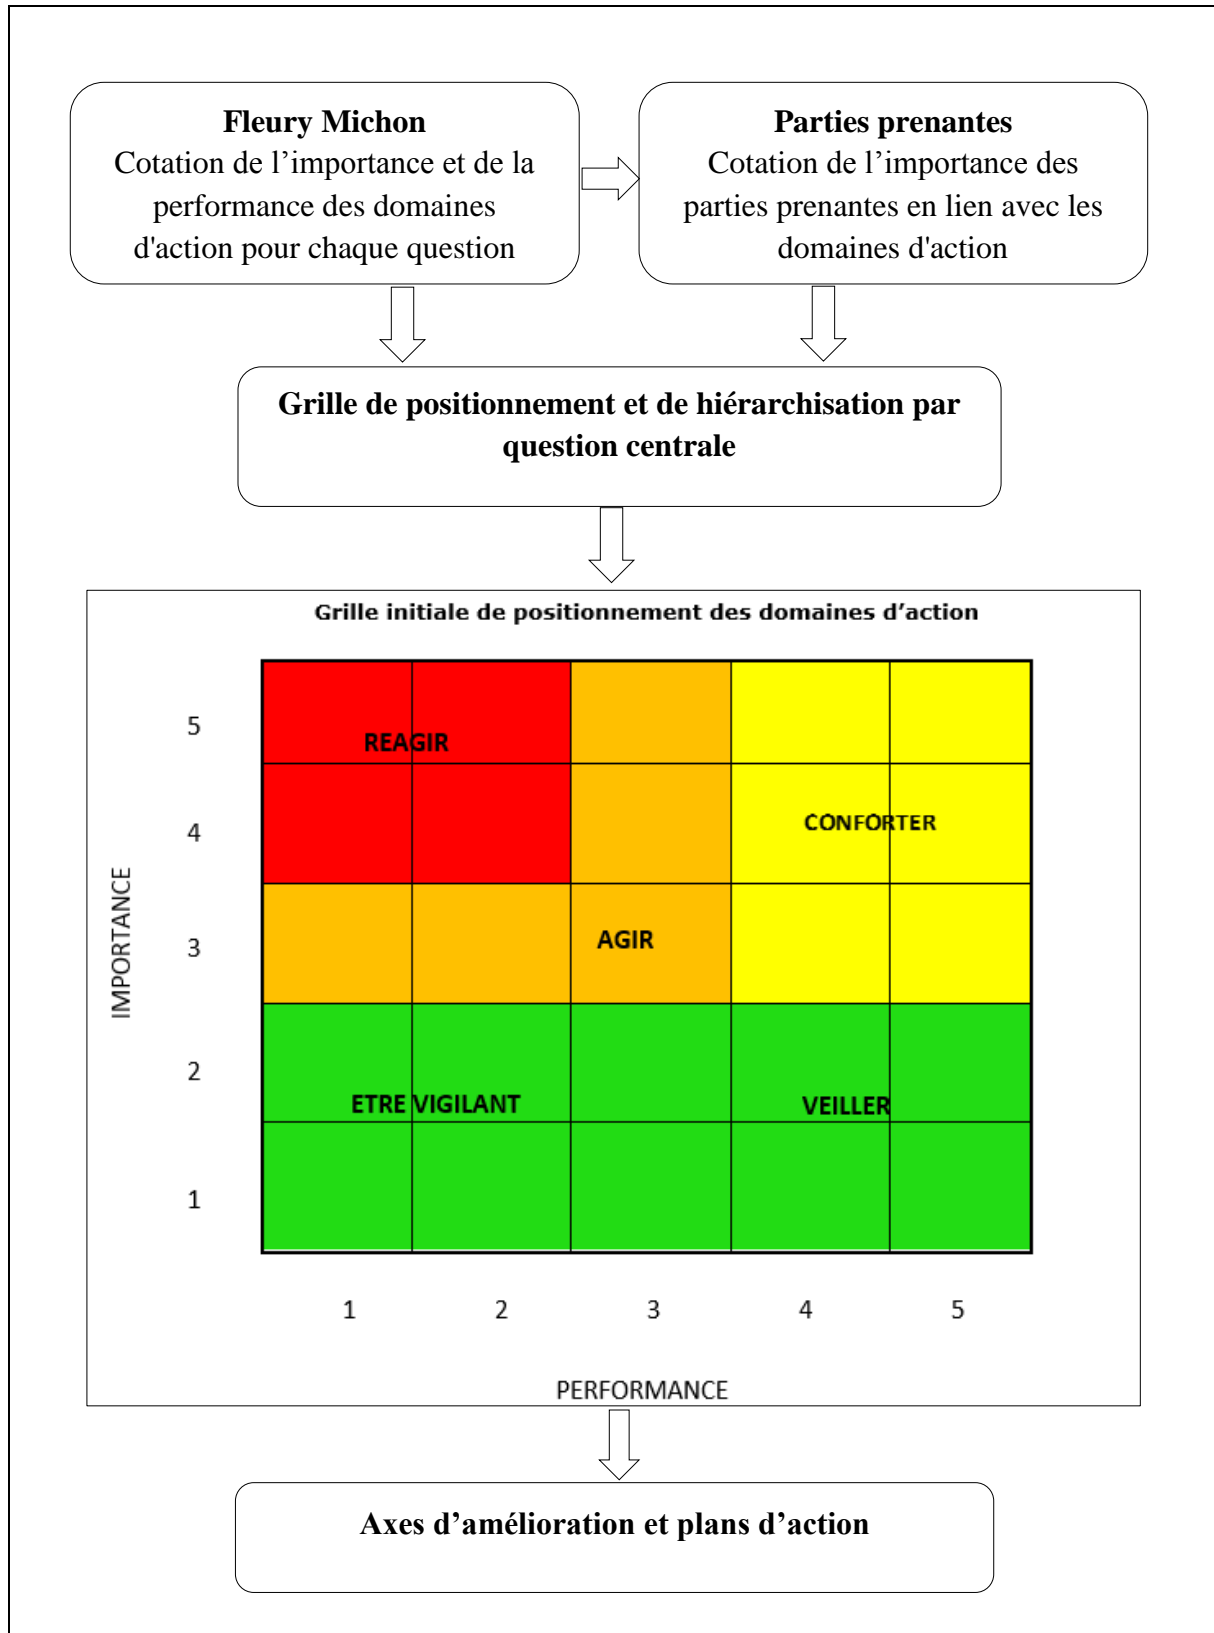 Fleury Michon
Cotation de l’importance et de la
performance des domaines
d'action pour chaque question
Parties prenantes
Cotation de l’importance des
parties prenantes en lien avec les
domaines d'action
Grille de positionnement et de hiérarchisation par
question centrale
Grille initiale de positionnement des domaines d’action
IMPORTANCE
5
REAGIR
4
CONFORTER
3
AGIR
2
ETRE VIGILANT
VEILLER
1
1 2 3 4 5
PERFORMANCE
Axes d’amélioration et plans d’action